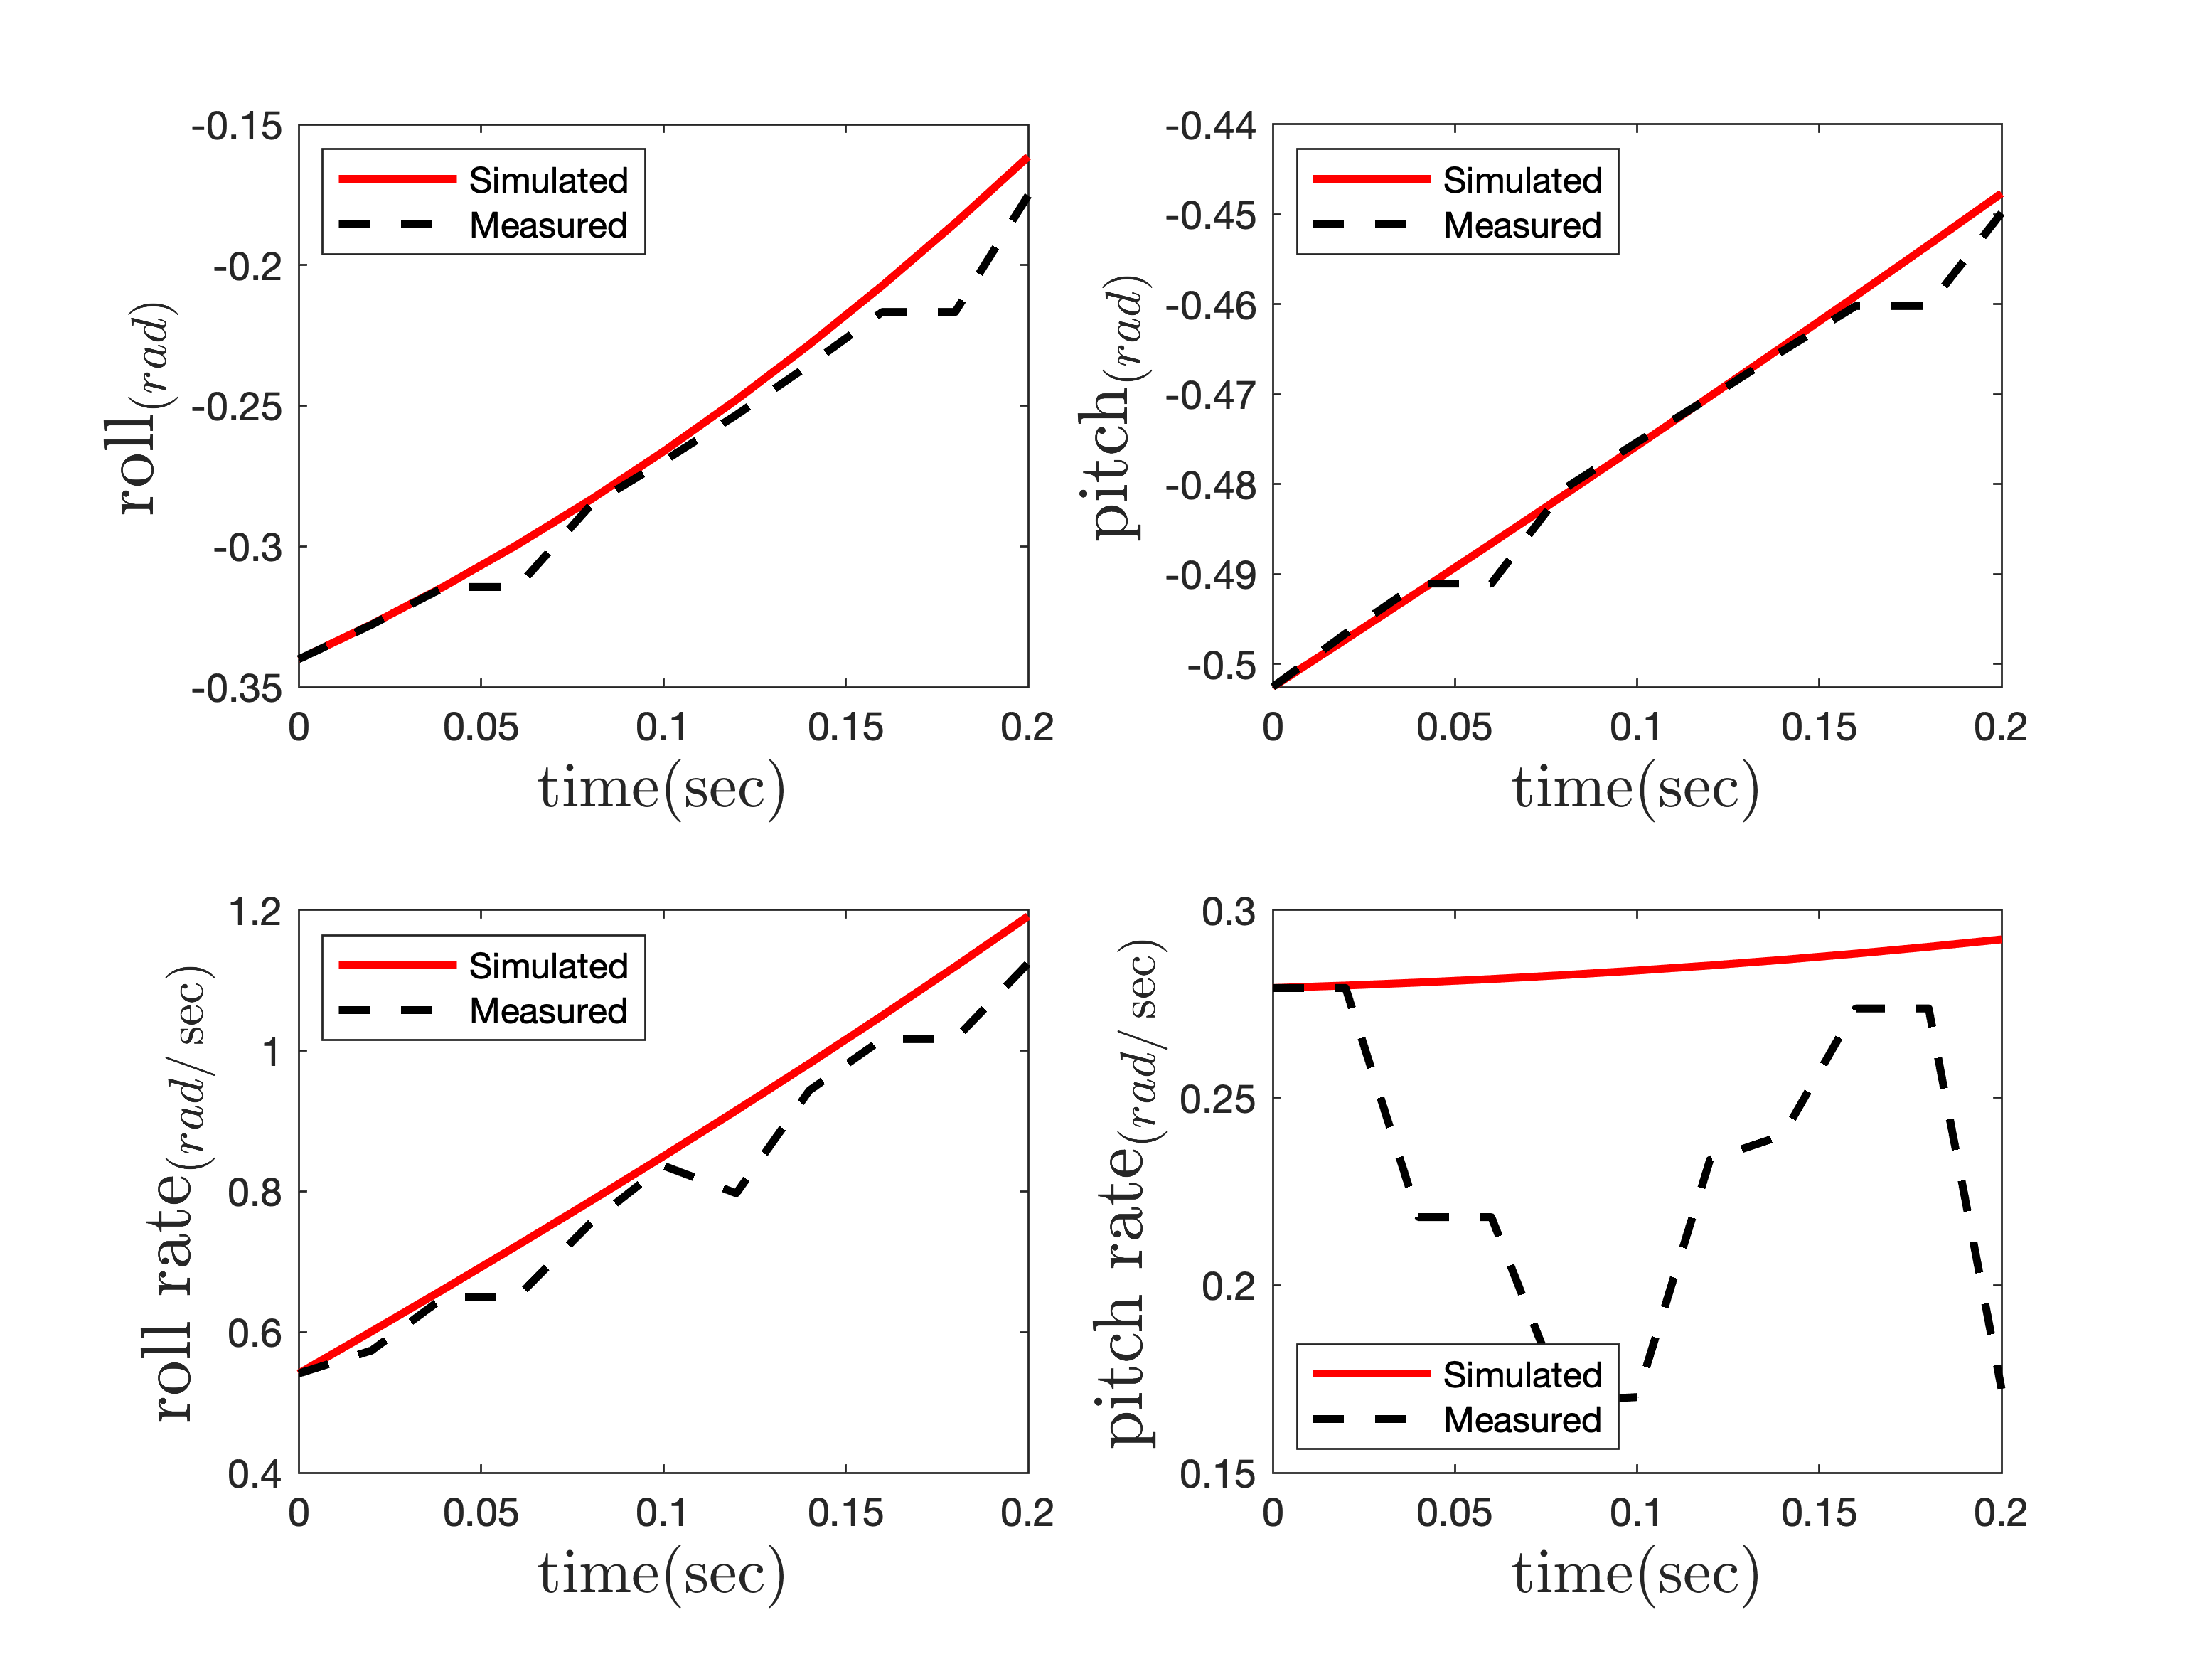 -0.15
-0.2
-0.25
-0.3
-0.35
roll(rad)
Simulated
Measured
0 0.05 0.1 0.15 0.2
time(sec)
-0.44
-0.45
-0.46
-0.47
-0.48
-0.49
-0.5
pitch(rad)
Simulated
Measured
0 0.05 0.1 0.15 0.2
time(sec)
1.2
1
0.8
0.6
0.4
roll rate(rad/ sec)
Simulated
Measured
0 0.05 0.1 0.15 0.2
time(sec)
0.3
0.25
0.2
0.15
pitch rate(rad/ sec)
Simulated
Measured
0 0.05 0.1 0.15 0.2
time(sec)